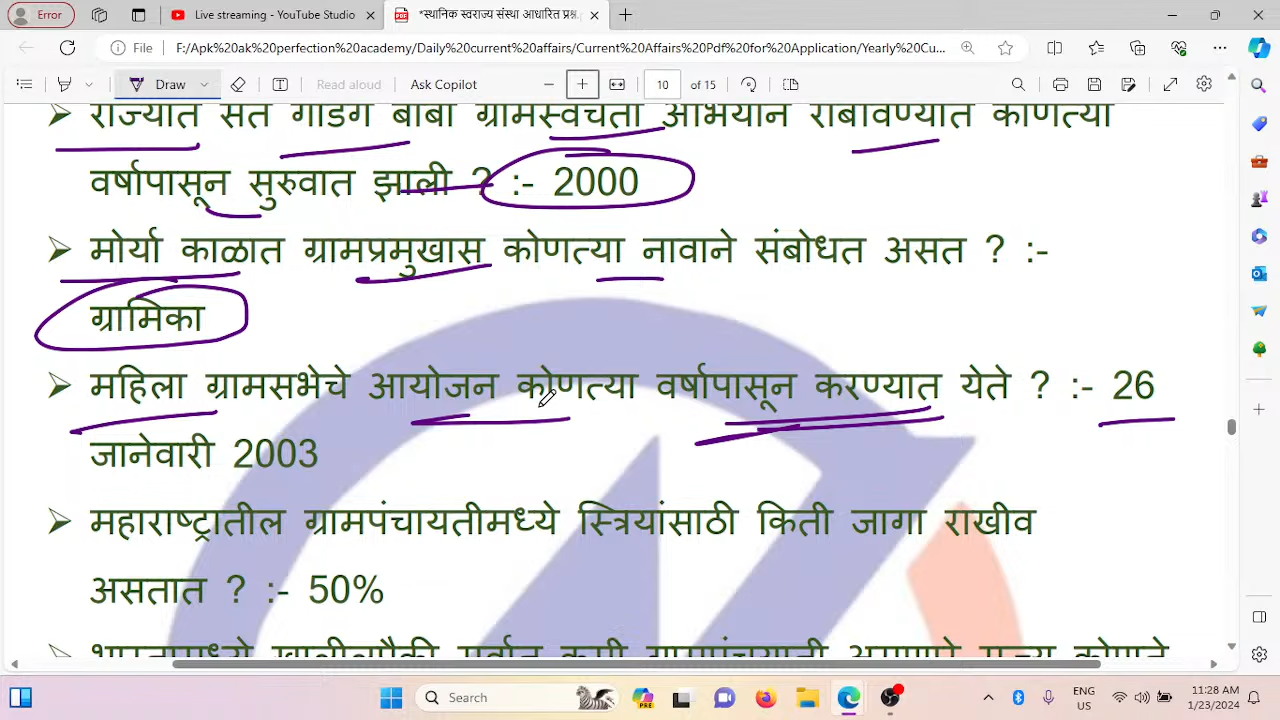 Error
Live streaming - YouTube Studio
*स्थानिक स्वराज्य संस्था आधारित प्रश्न
File
F:/Apk%20ak%20perfection%20academy/Daily%20current%20affairs/Current%20Affairs%20Pdf%20for%20Application/Yearly%20Cu...
Draw
Read aloud
Ask Copilot
10 of 15
राज्यात संत गाडगे बाबा ग्रामस्वच्छता अभियान राबविण्यात कोणत्या
वर्षापासून सुरुवात झाली ? :- 2000
मोर्या काळात ग्रामप्रमुखास कोणत्या नावाने संबोधत असत ? :-
ग्रामिका
महिला ग्रामसभेचे आयोजन कोणत्या वर्षापासून करण्यात येते ? :- 26
जानेवारी 2003
महाराष्ट्रातील ग्रामपंचायतीमध्ये स्त्रियांसाठी किती जागा राखीव
असतात ? :- 50%
Search
PRE
ENG
US
11:28 AM
1/23/2024